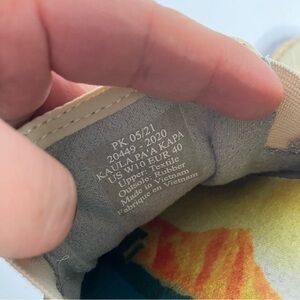 PK 05/21
20449 - 2020
KAULA PA'A KAPA
US W10 EUR 40
Upper: Textile
Outsole: Rubber
Made in Vietnam
Fabriqué en Vietnam